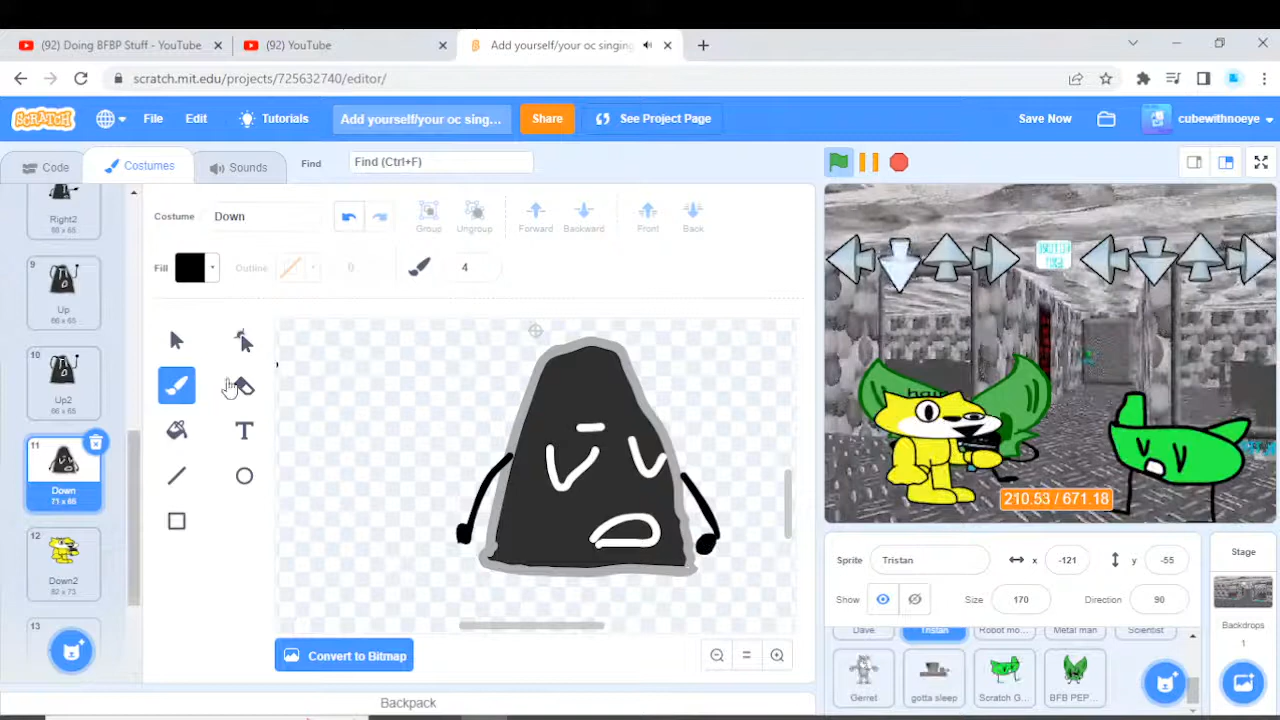 (92) Doing BFBP Stuff - YouTube
(92) YouTube
Add yourself/your oc singing
scratch.mit.edu/projects/725632740/editor/
SCRATCH
File
Edit
Tutorials
Add yourself/your oc sing...
Share
See Project Page
Save Now
cubewithnoeye
Code
Costumes
Sounds
Find
Find (Ctrl+F)
Right2
68 x 65
9
Up
66 x 65
10
Up2
66 x 65
11
Down
71 x 65
12
Down2
82 x 73
13
Costume
Down
Group
Ungroup
Forward
Backward
Front
Back
Fill
Outline
0
4
Convert to Bitmap
Backpack
210.53 / 671.18
Sprite
Tristan
x
-121
y
-55
Show
Size
170
Direction
90
Dave
Tristan
Robot mo...
Metal man
Scientist
Gerret
gotta sleep
Scratch G...
BFB PEP...
Stage
Backdrops
1